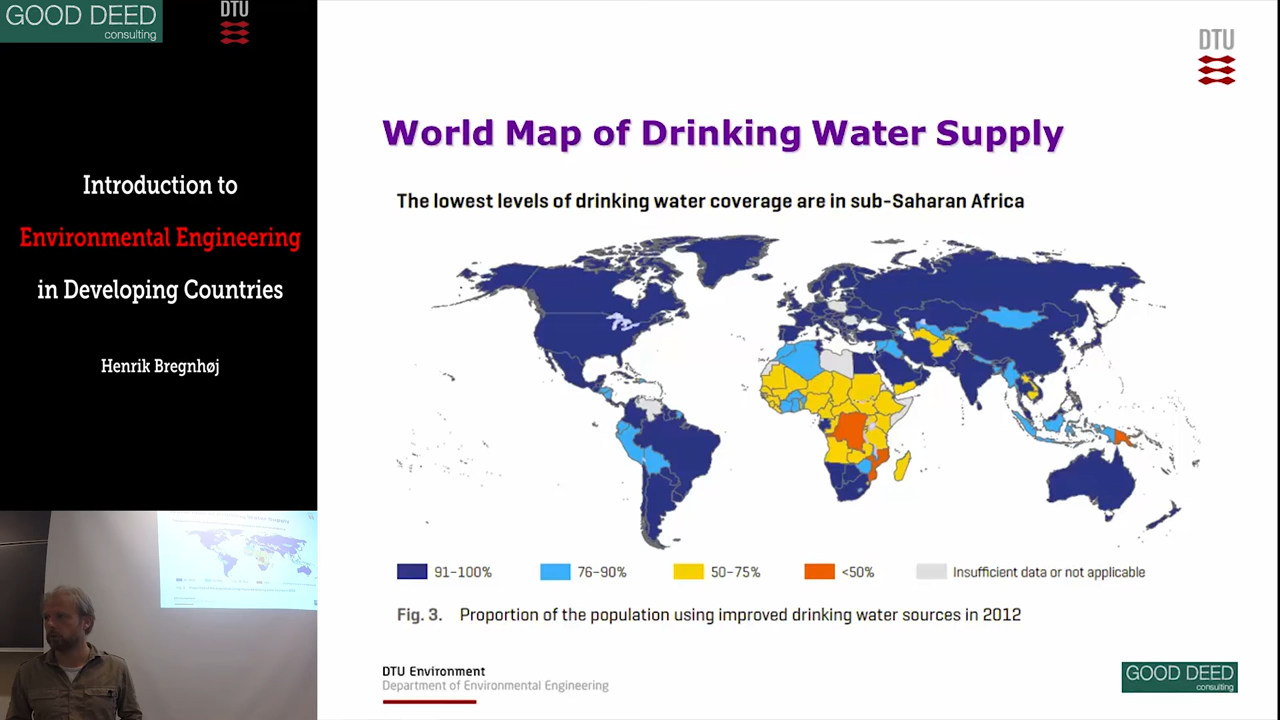 GOOD DEED
consulting
DTU
Introduction to
Environmental Engineering
in Developing Countries
Henrik Bregnhøj
DTU
World Map of Drinking Water Supply
The lowest levels of drinking water coverage are in sub-Saharan Africa
91–100%
76–90%
50–75%
<50%
Insufficient data or not applicable
Fig. 3. Proportion of the population using improved drinking water sources in 2012
DTU Environment
Department of Environmental Engineering
GOOD DEED
consulting